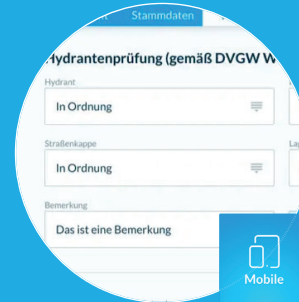 Stammdaten
Hydrantenprüfung (gemäß DVGW W
Hydrant
In Ordnung
Straßenkappe
In Ordnung
Bemerkung
Das ist eine Bemerkung
Mobile